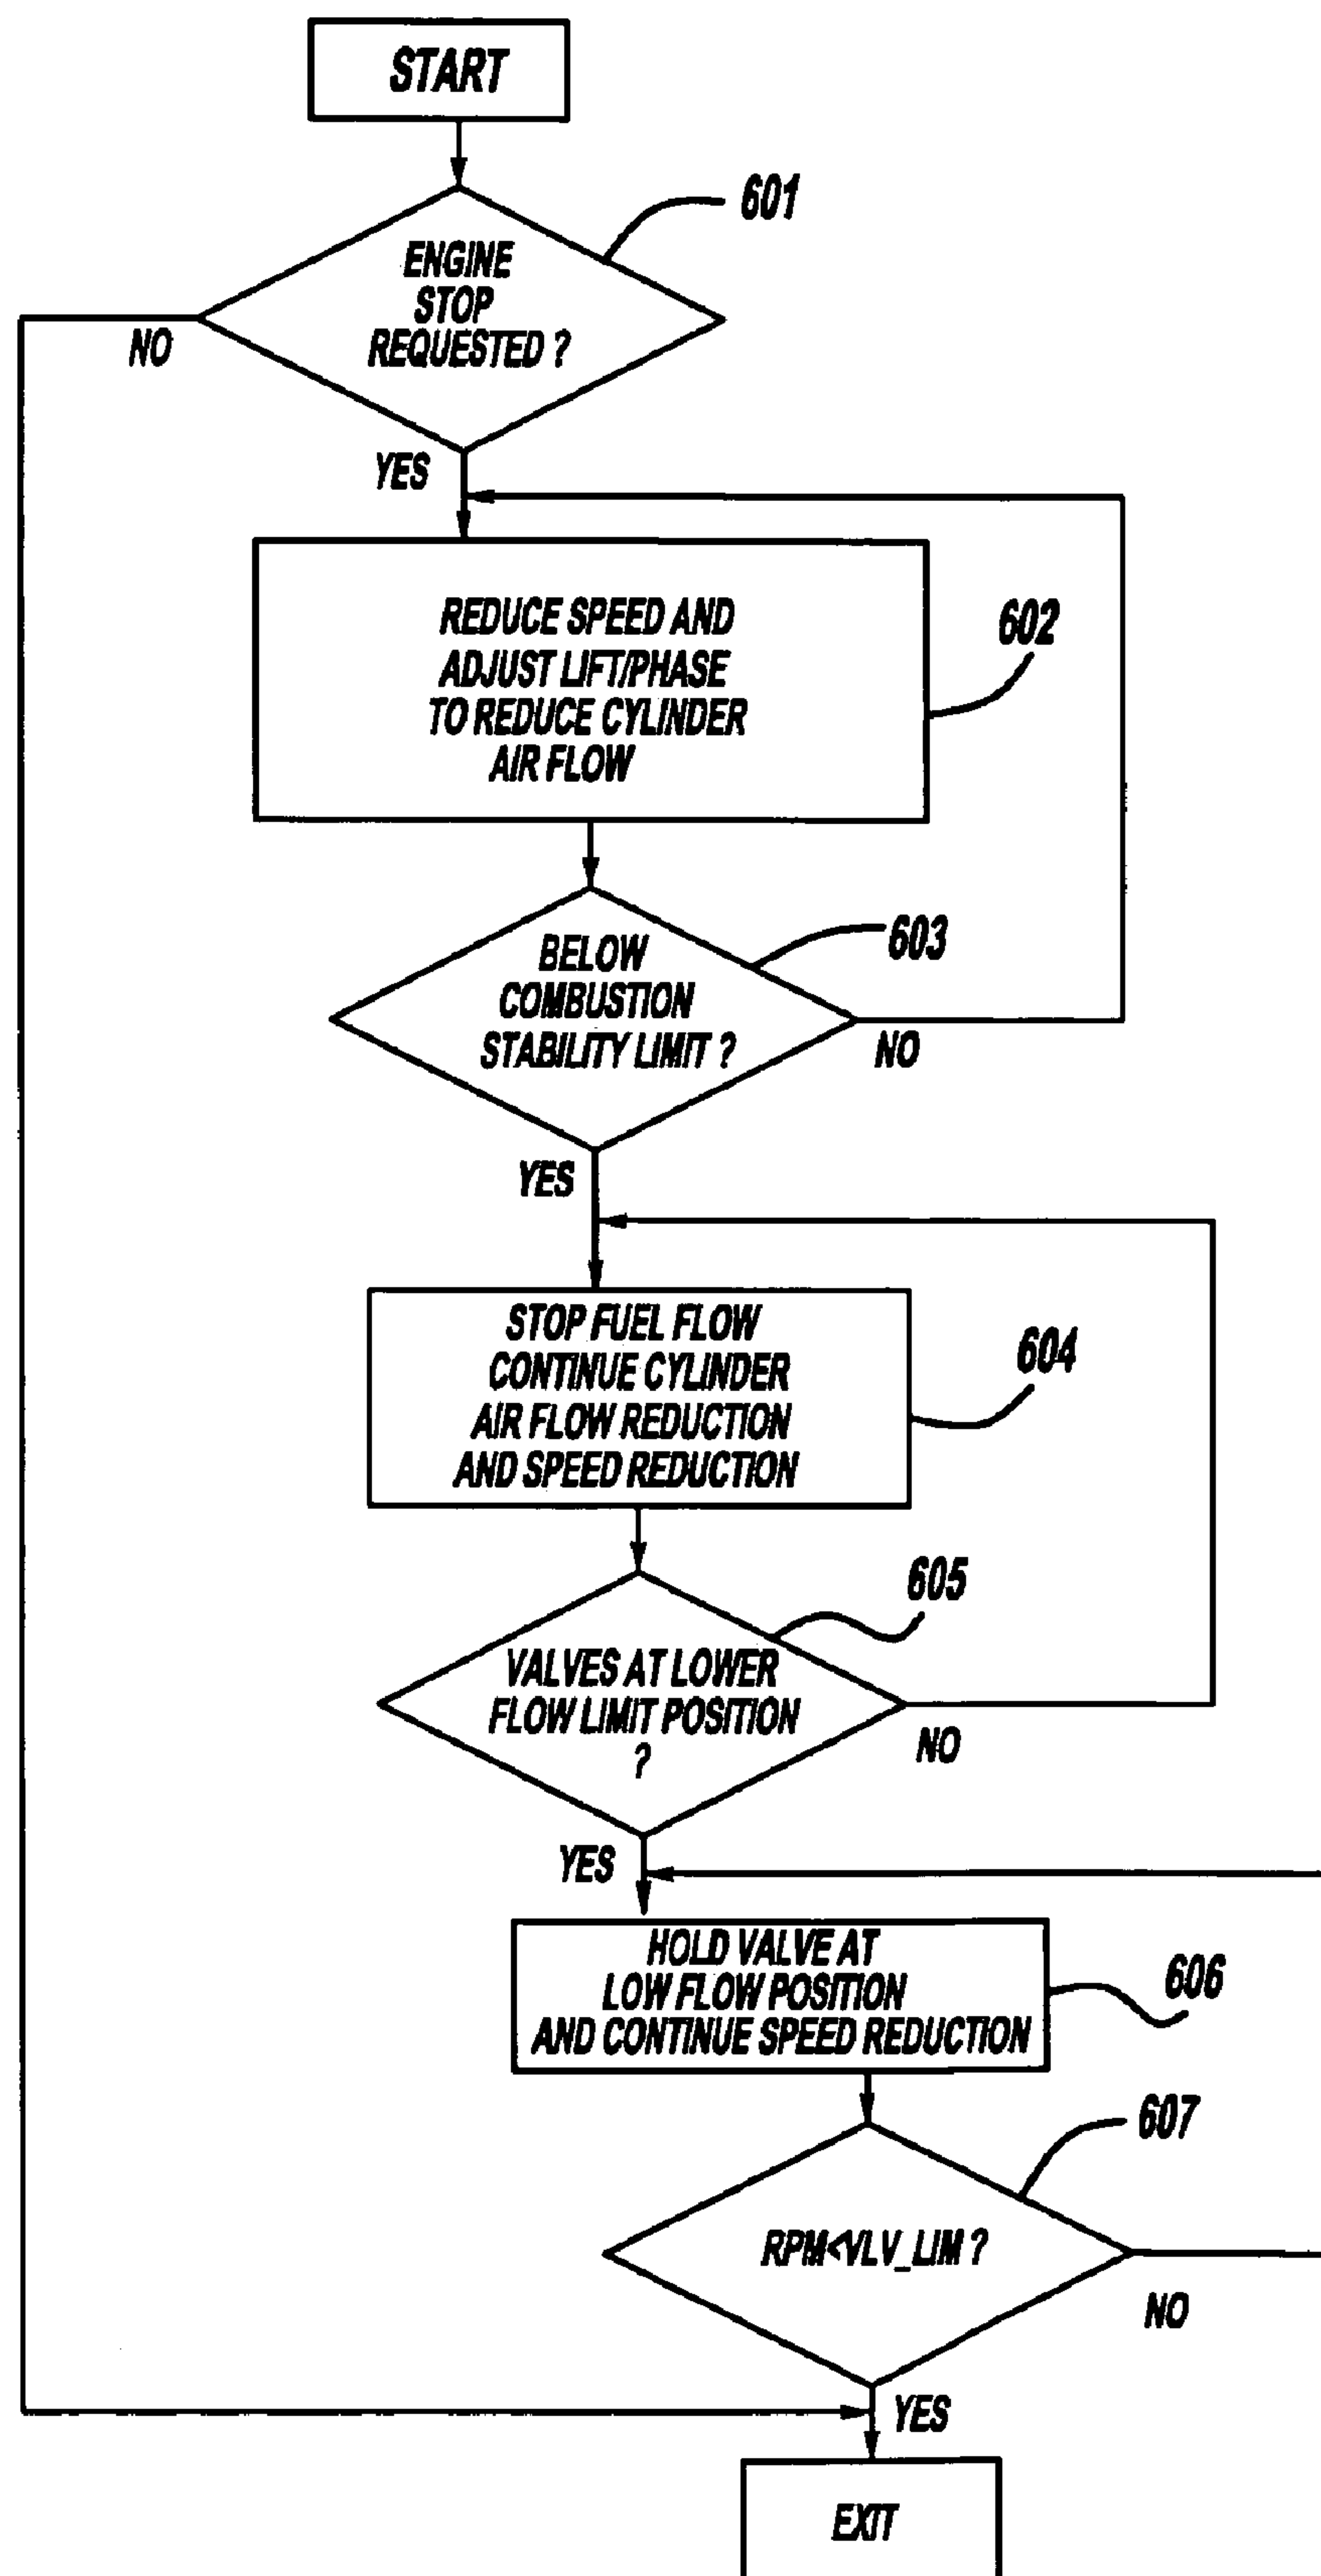 START
601
ENGINE
STOP
REQUESTED ?
NO
YES
REDUCE SPEED AND
ADJUST LIFT/PHASE
TO REDUCE CYLINDER
AIR FLOW
602
603
BELOW
COMBUSTION
STABILITY LIMIT ?
NO
YES
STOP FUEL FLOW
CONTINUE CYLINDER
AIR FLOW REDUCTION
AND SPEED REDUCTION
604
605
VALVES AT LOWER
FLOW LIMIT POSITION
?
NO
YES
HOLD VALVE AT
LOW FLOW POSITION
AND CONTINUE SPEED REDUCTION
606
607
RPM<VLV_LIM ?
NO
YES
EXIT